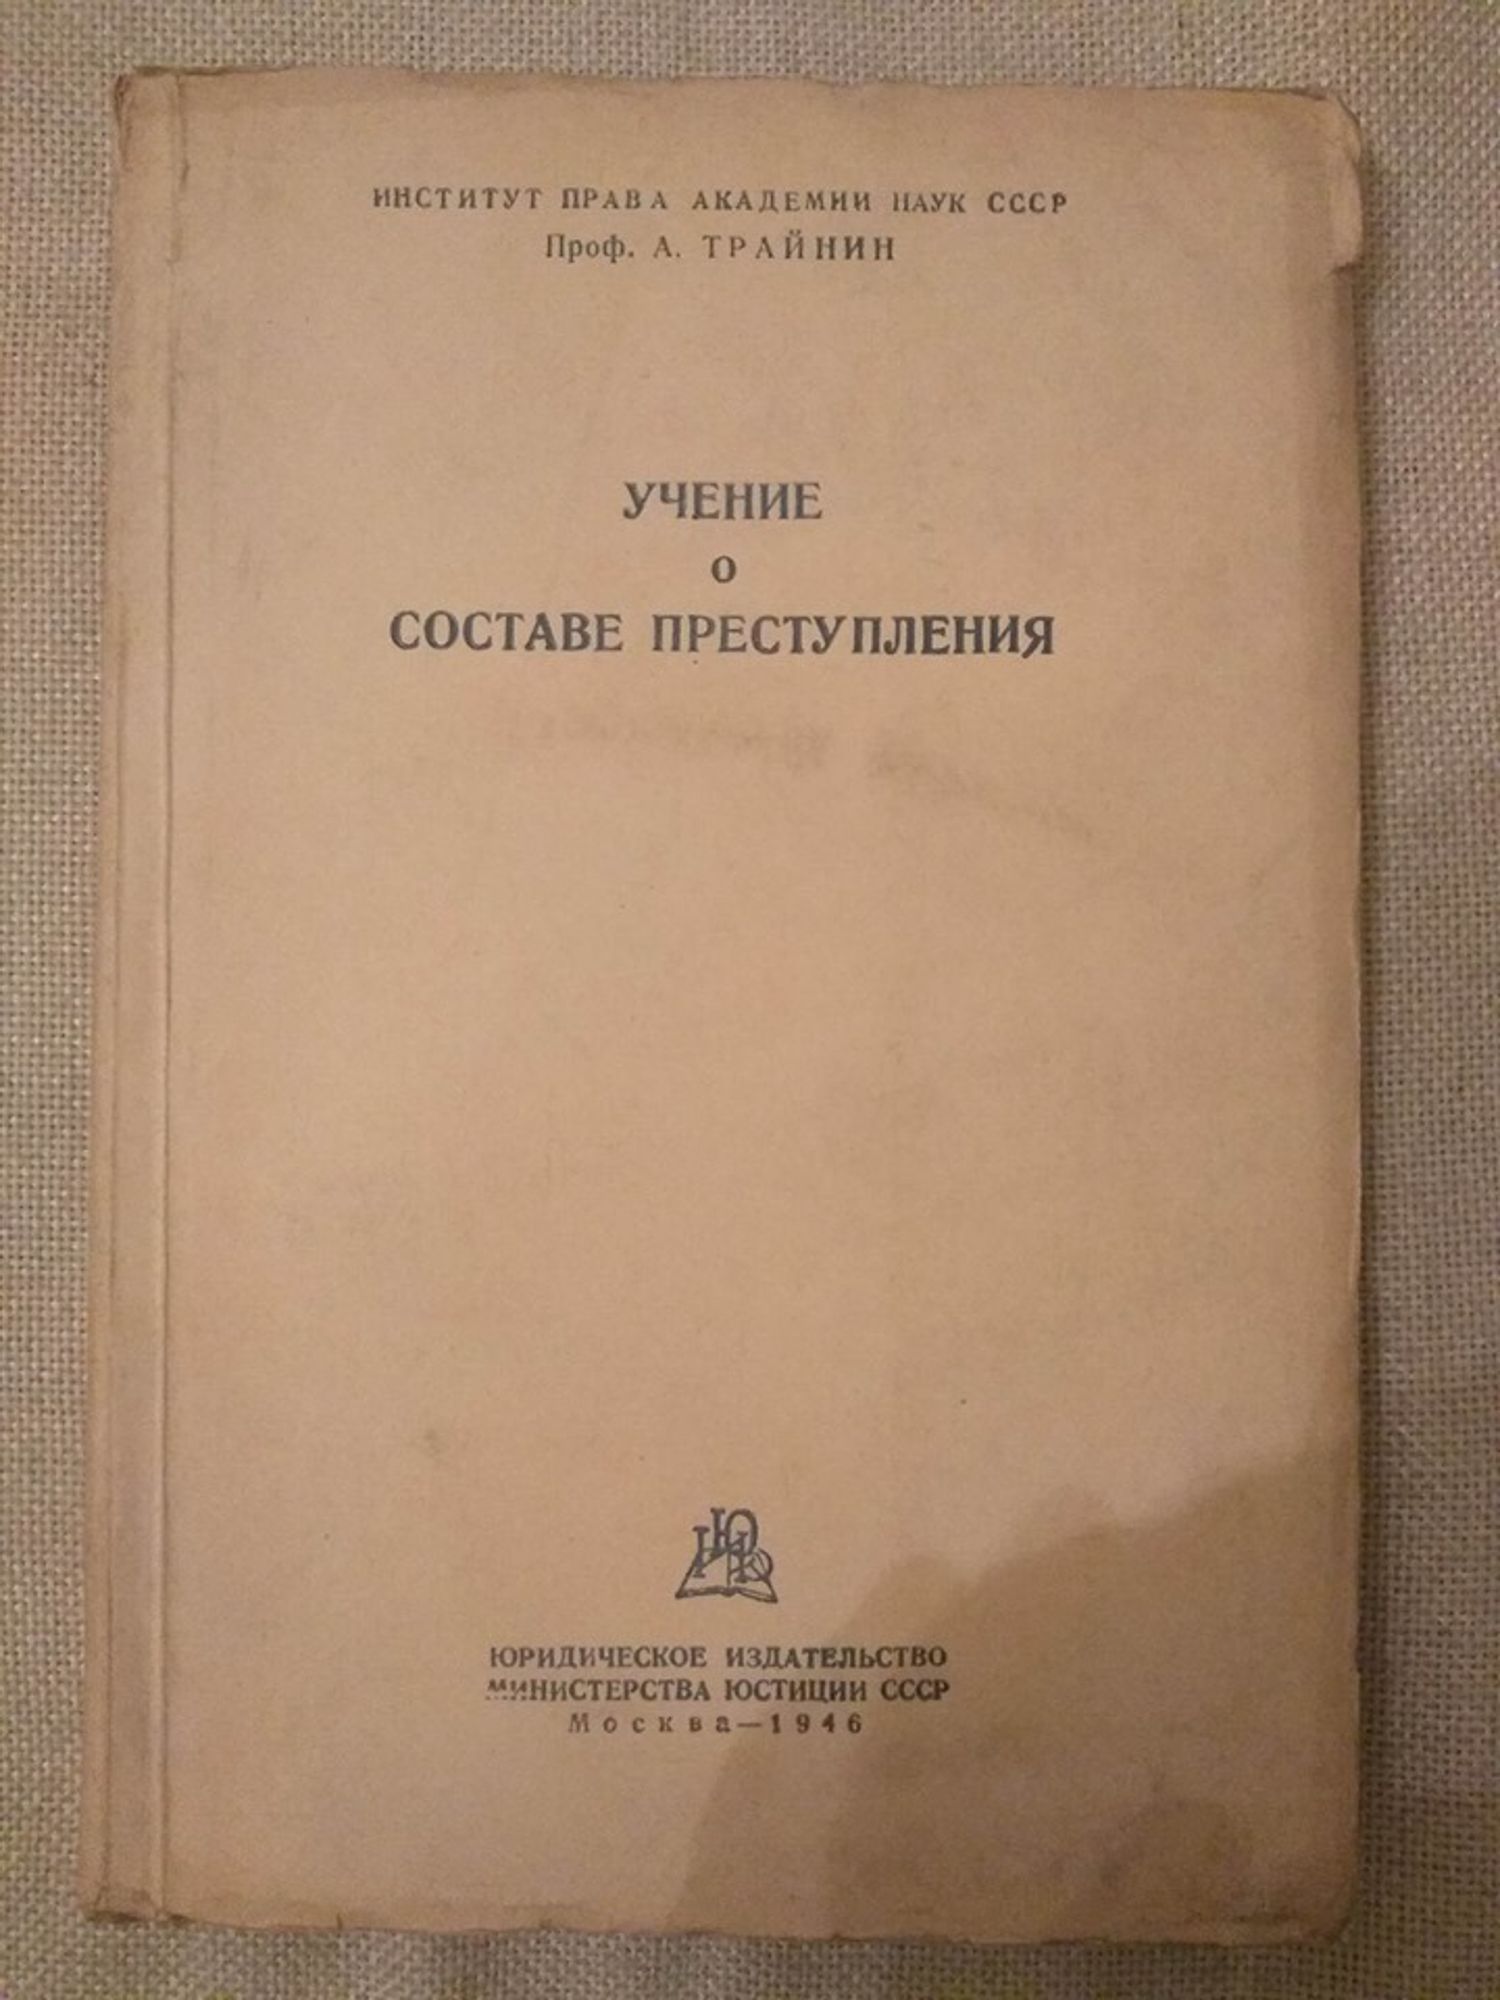 ИНСТИТУТ ПРАВА АКАДЕМИИ НАУК СССР
Проф. А. ТРАЙНИН
УЧЕНИЕ
О
СОСТАВЕ ПРЕСТУПЛЕНИЯ
ЮРИДИЧЕСКОЕ ИЗДАТЕЛЬСТВО
МИНИСТЕРСТВА ЮСТИЦИИ СССР
Москва—1946